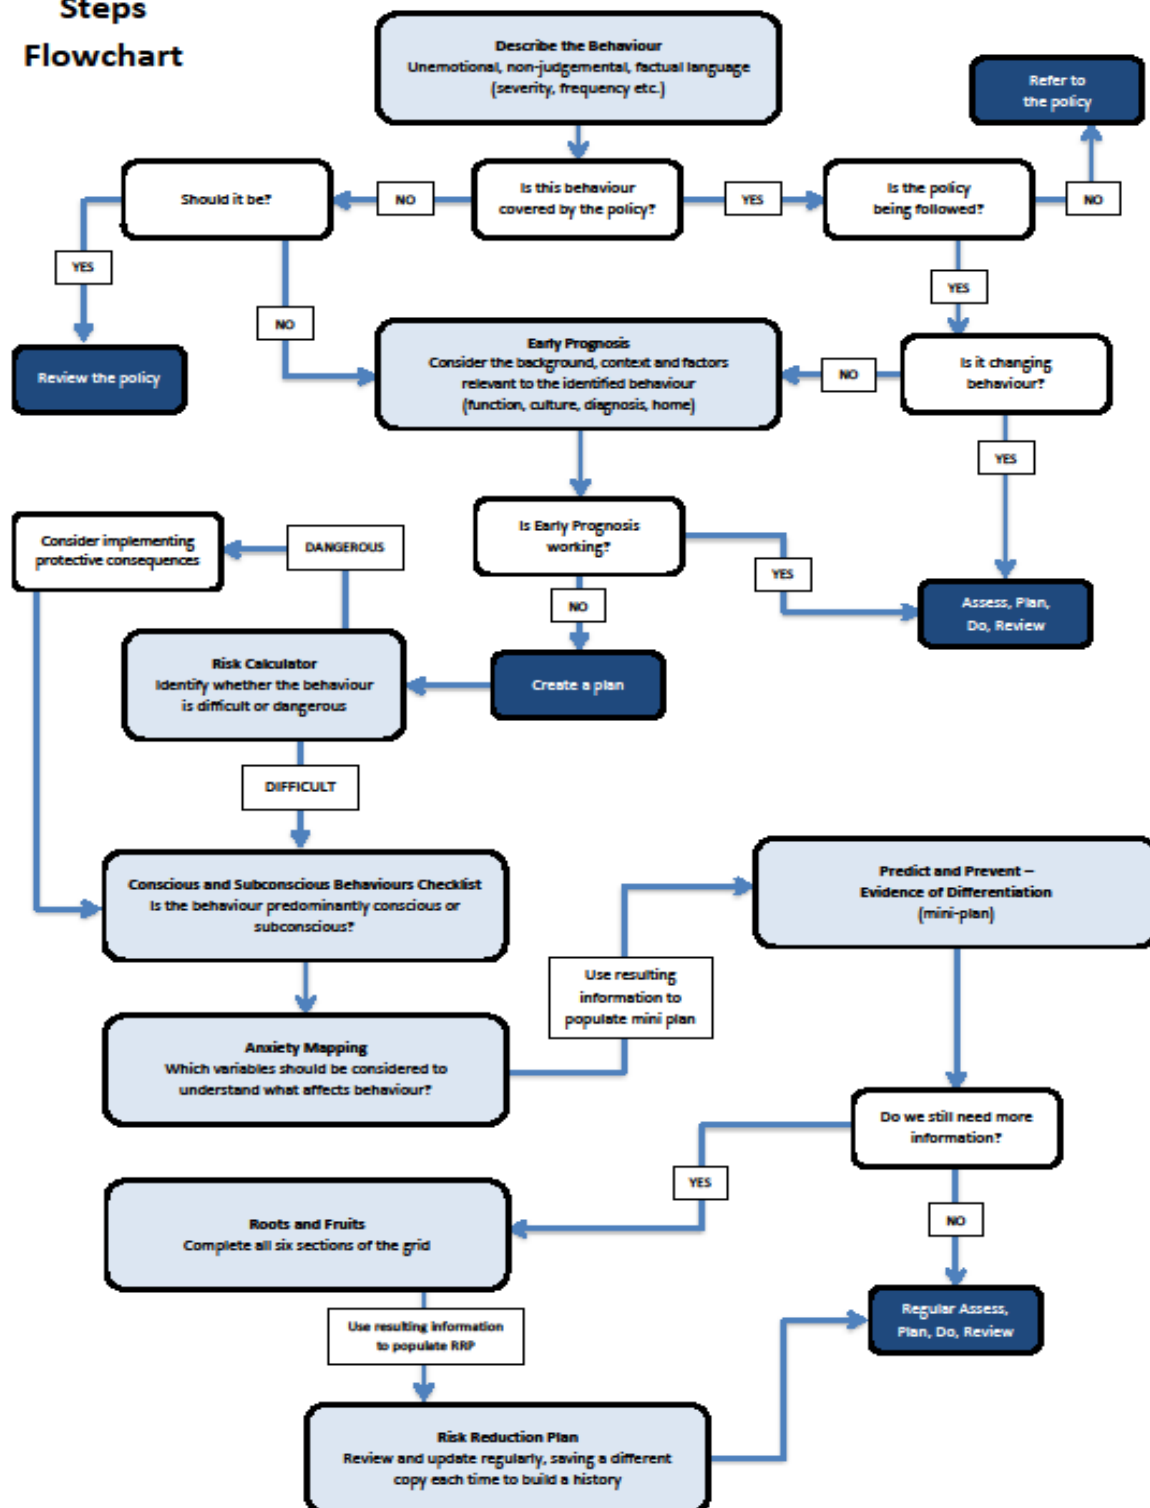 Steps
Flowchart
Describe the Behaviour
Unemotional, non-judgemental, factual language
(severity, frequency etc.)
Refer to
the policy
Should it be?
NO
Is this behaviour
covered by the policy?
YES
Is the policy
being followed?
NO
YES
YES
NO
Review the policy
Early Prognosis
Consider the background, context and factors
relevant to the identified behaviour
(function, culture, diagnosis, home)
NO
Is it changing
behaviour?
YES
Is Early Prognosis
working?
YES
NO
Assess, Plan,
Do, Review
Consider implementing
protective consequences
DANGEROUS
Risk Calculator
Identify whether the behaviour
is difficult or dangerous
Create a plan
DIFFICULT
Conscious and Subconscious Behaviours Checklist
Is the behaviour predominantly conscious or
subconscious?
Predict and Prevent –
Evidence of Differentiation
(mini-plan)
Use resulting
information to
populate mini plan
Anxiety Mapping
Which variables should be considered to
understand what affects behaviour?
Do we still need more
information?
YES
NO
Roots and Fruits
Complete all six sections of the grid
Regular Assess,
Plan, Do, Review
Use resulting information
to populate RRP
Risk Reduction Plan
Review and update regularly, saving a different
copy each time to build a history